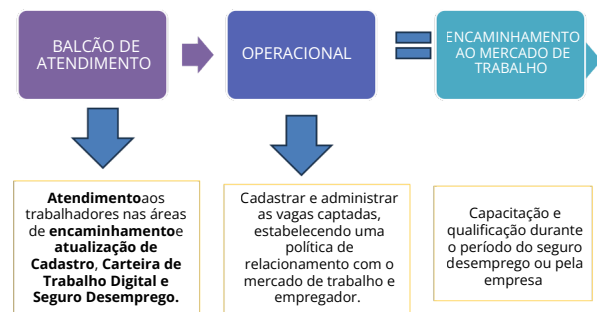 BALCÃO DE
ATENDIMENTO
OPERACIONAL
ENCAMINHAMENTO
AO MERCADO DE
TRABALHO
Atendimentoaos
trabalhadores nas áreas
de encaminhamentoe
atualização de
Cadastro, Carteira de
Trabalho Digital e
Seguro Desemprego.
Cadastrar e administrar
as vagas captadas,
estabelecendo uma
política de
relacionamento com o
mercado de trabalho e
empregador.
Capacitação e
qualificação durante
o período do seguro
desemprego ou pela
empresa